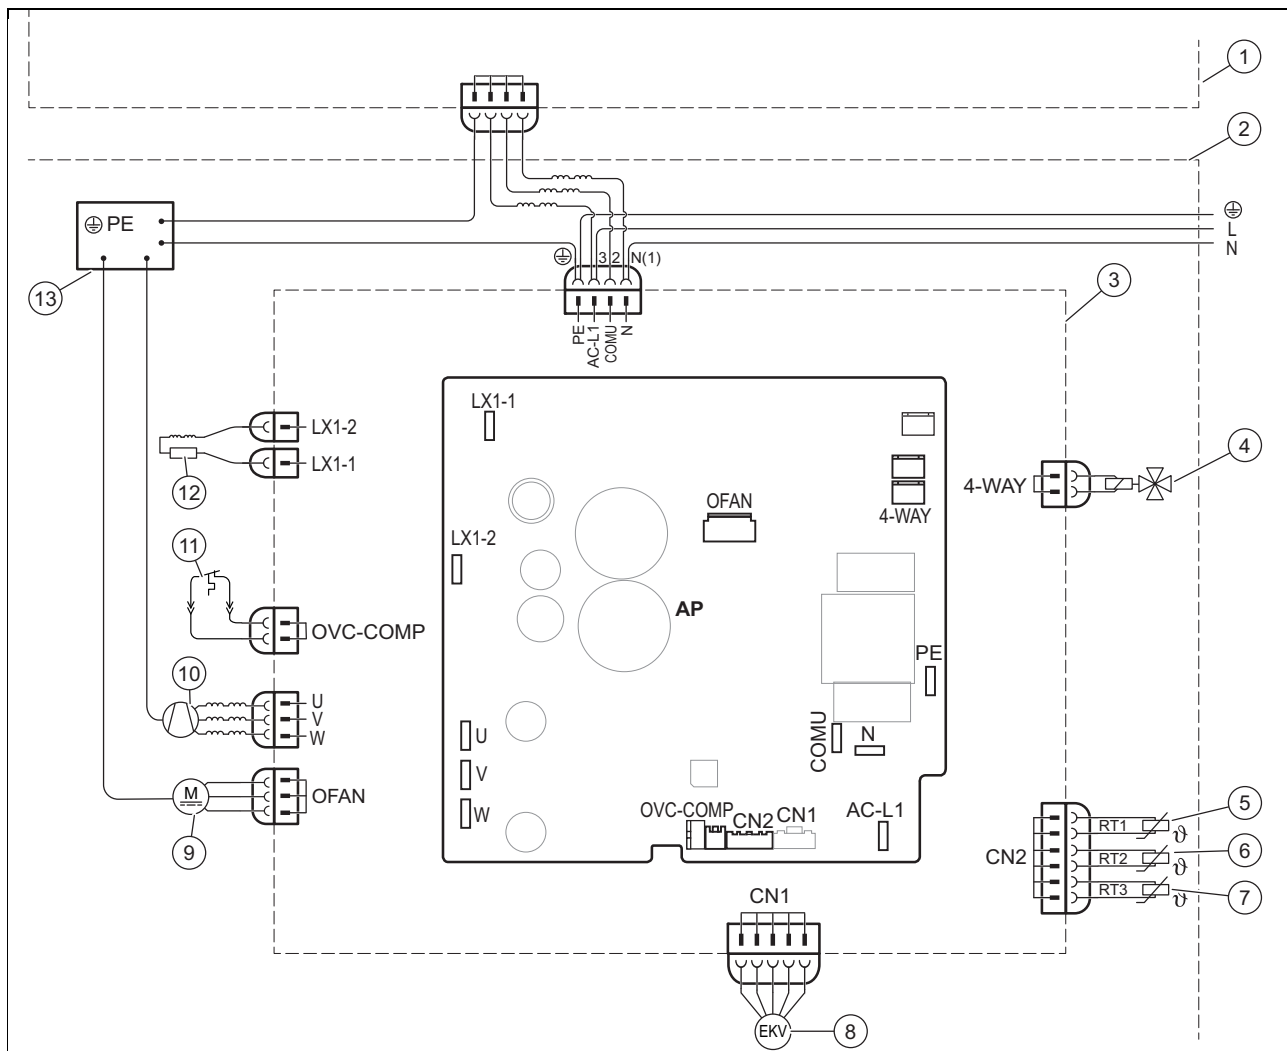 1
2
PE
L
N
13
3 2 N(1)
3
PE
AC-L1
COMU
N
LX1-1
LX1-2
LX1-1
12
4-WAY
4
OFAN
4-WAY
11
LX1-2
AP
OVC-COMP
PE
10
U
V
W
COMU
N
U
V
W
M
OFAN
9
OVC-COMP
CN2
CN1
AC-L1
5
RT1
ϑ
CN2
RT2
ϑ
6
RT3
ϑ
7
CN1
EKV
8